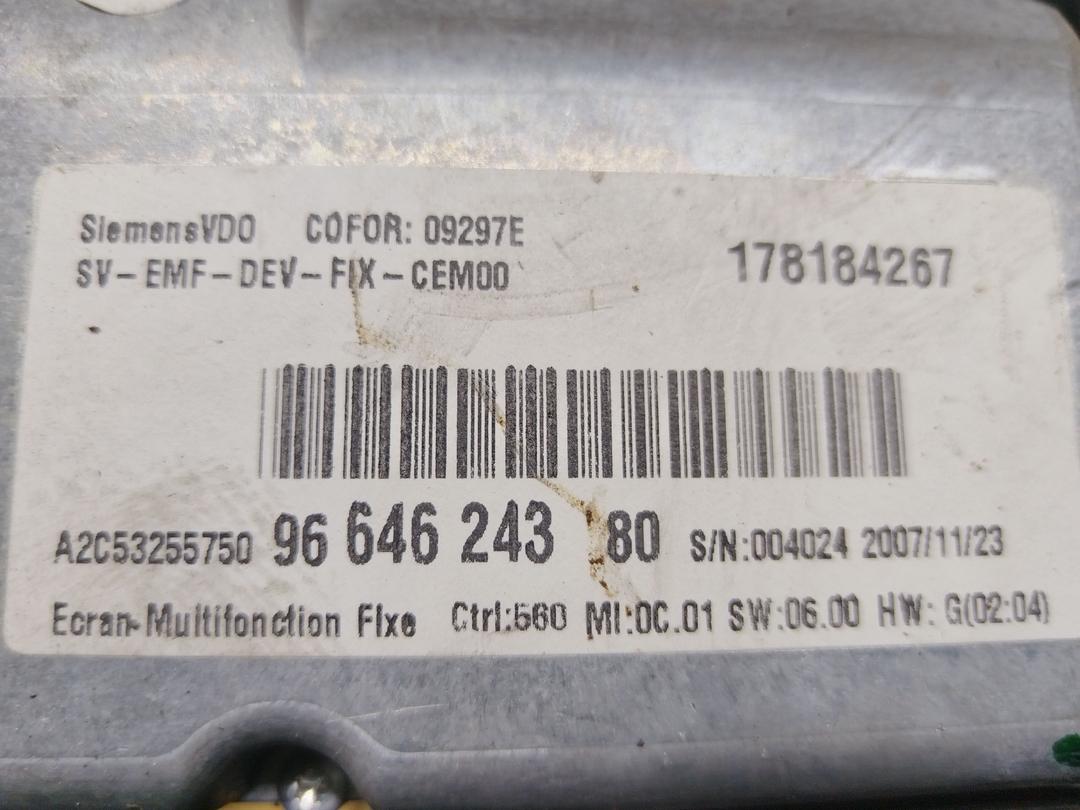 SiemensVDO COFOR: 09297E
SV-EMF-DEV-FIX-CEM00
178184267
A2C53255750 96 646 243 80 S/N:004024 2007/11/23
Ecran-Multifonction Fixe Ctrl:560 MI:0C.01 SW:06.00 HW: G(02:04)